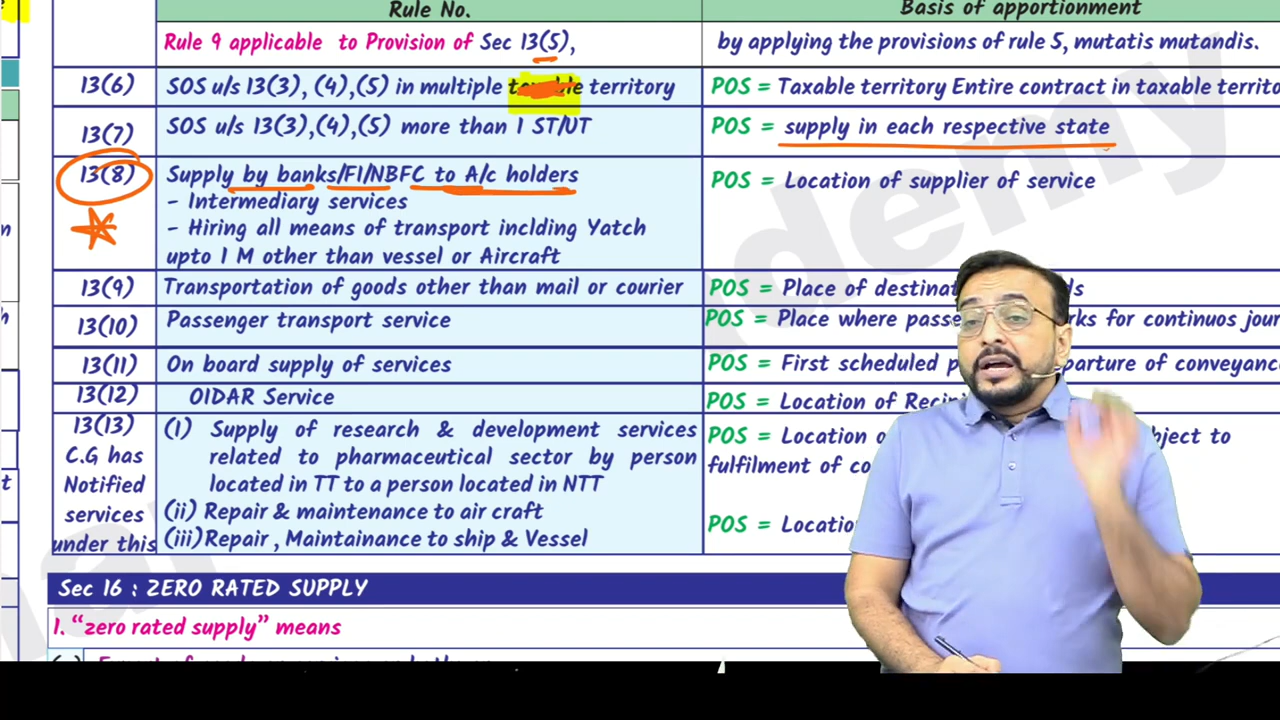 Rule No.
Basis of apportionment
Rule 9 applicable to Provision of Sec 13(5),
by applying the provisions of rule 5, mutatis mutandis.
13(6)
SOS u/s 13(3), (4),(5) in multiple territory
POS = Taxable territory Entire contract in taxable territo
13(7)
SOS u/s 13(3),(4),(5) more than 1 ST/UT
POS = supply in each respective state
13(8)
Supply by banks/FI/NBFC to A/c holders
- Intermediary services
- Hiring all means of transport inclding Yatch
upto 1 M other than vessel or Aircraft
POS = Location of supplier of service
13(9)
Transportation of goods other than mail or courier
POS = Place of
13(10)
Passenger transport service
POS = Place where for continuos jour
13(11)
On board supply of services
POS = First scheduled of conveyance
13(12)
OIDAR Service
POS = Location of
13(13)
C.G has
Notified
services
under this
(i) Supply of research & development services
related to pharmaceutical sector by person
located in TT to a person located in NTT
(ii) Repair & maintenance to air craft
(iii)Repair , Maintainance to ship & Vessel
POS = Location to
fulfilment of
POS =
Sec 16 : ZERO RATED SUPPLY
1. “zero rated supply” means